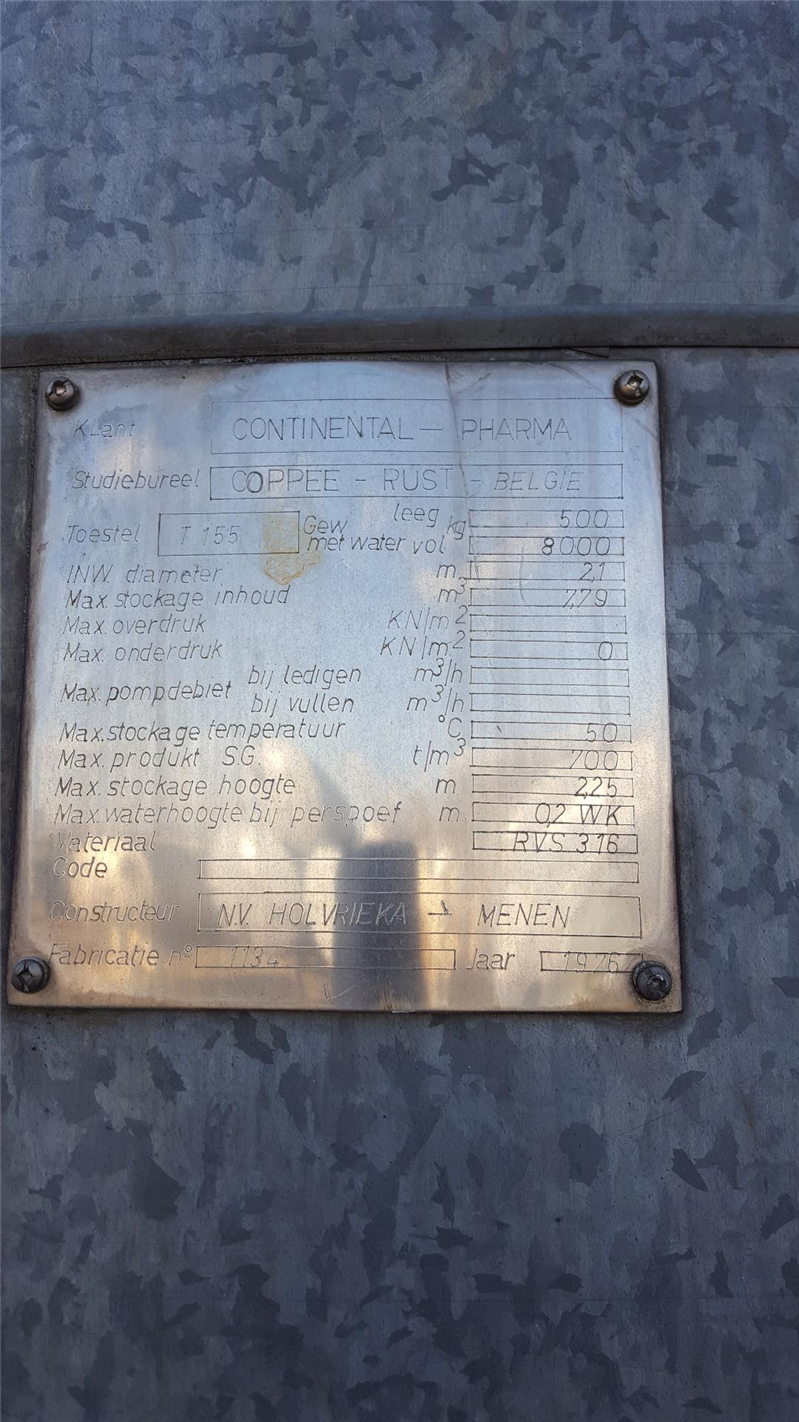 Klant CONTINENTAL — PHARMA
Studiebureel COPPEE - RUST - BELGIE
Toestel T 155 Gew. leeg kg 500
met water vol 8000
INW. diameter m 2,1
Max. stockage inhoud m³ 7,79
Max. overdruk KN/m²
Max. onderdruk KN/m² 0
Max. pompdebiet bij ledigen m³/h
bij vullen m³/h
Max. stockage temperatuur °C 50
Max. produkt S.G. t/m³ 700
Max. stockage hoogte m 2,25
Max. waterhoogte bij perspoef m 0,2 WK
Materiaal RVS 316
Code
Constructeur N.V. HOLVRIEKA - MENEN
Fabricatie n° 1134 Jaar 1976